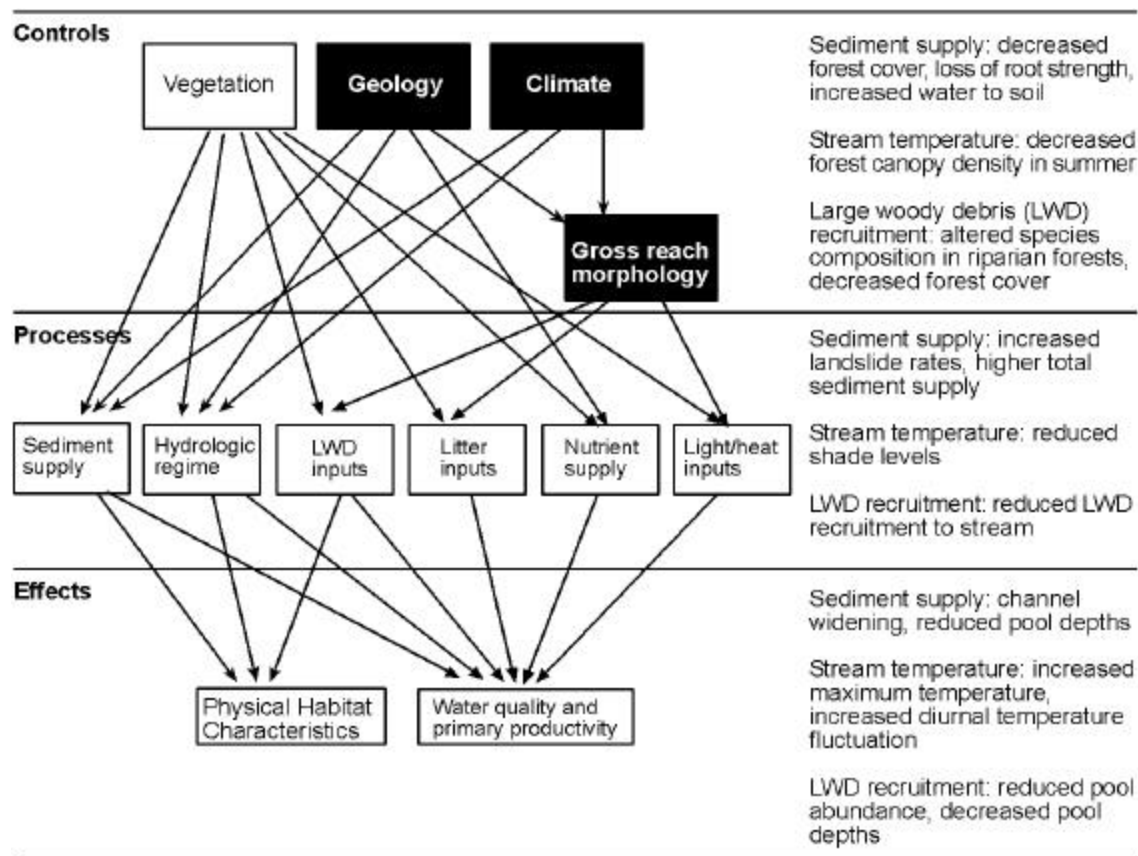 Controls
Vegetation
Geology
Climate
Gross reach
morphology
Sediment supply: decreased
forest cover, loss of root strength,
increased water to soil
Stream temperature: decreased
forest canopy density in summer
Large woody debris (LWD)
recruitment: altered species
composition in riparian forests,
decreased forest cover
Processes
Sediment
supply
Hydrologic
regime
LWD
inputs
Litter
inputs
Nutrient
supply
Light/heat
inputs
Sediment supply: increased
landslide rates, higher total
sediment supply
Stream temperature: reduced
shade levels
LWD recruitment: reduced LWD
recruitment to stream
Effects
Physical Habitat
Characteristics
Water quality and
primary productivity
Sediment supply: channel
widening, reduced pool depths
Stream temperature: increased
maximum temperature,
increased diurnal temperature
fluctuation
LWD recruitment: reduced pool
abundance, decreased pool
depths